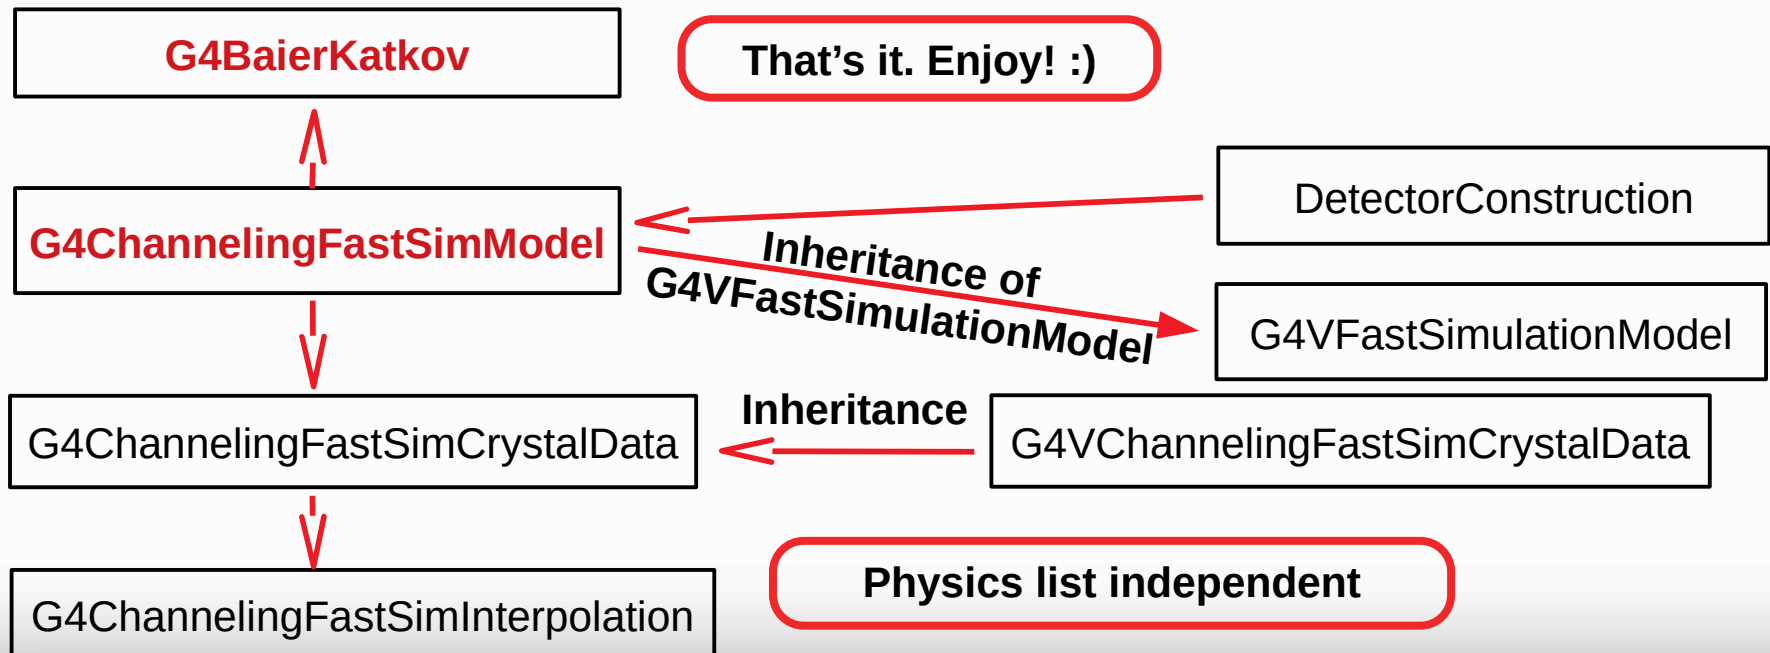 G4BaierKatkov
That’s it. Enjoy! :)
DetectorConstruction
G4ChannelingFastSimModel
Inheritance of
G4VFastSimulationModel
G4VFastSimulationModel
Inheritance
G4ChannelingFastSimCrystalData
G4VChannelingFastSimCrystalData
Physics list independent
G4ChannelingFastSimInterpolation